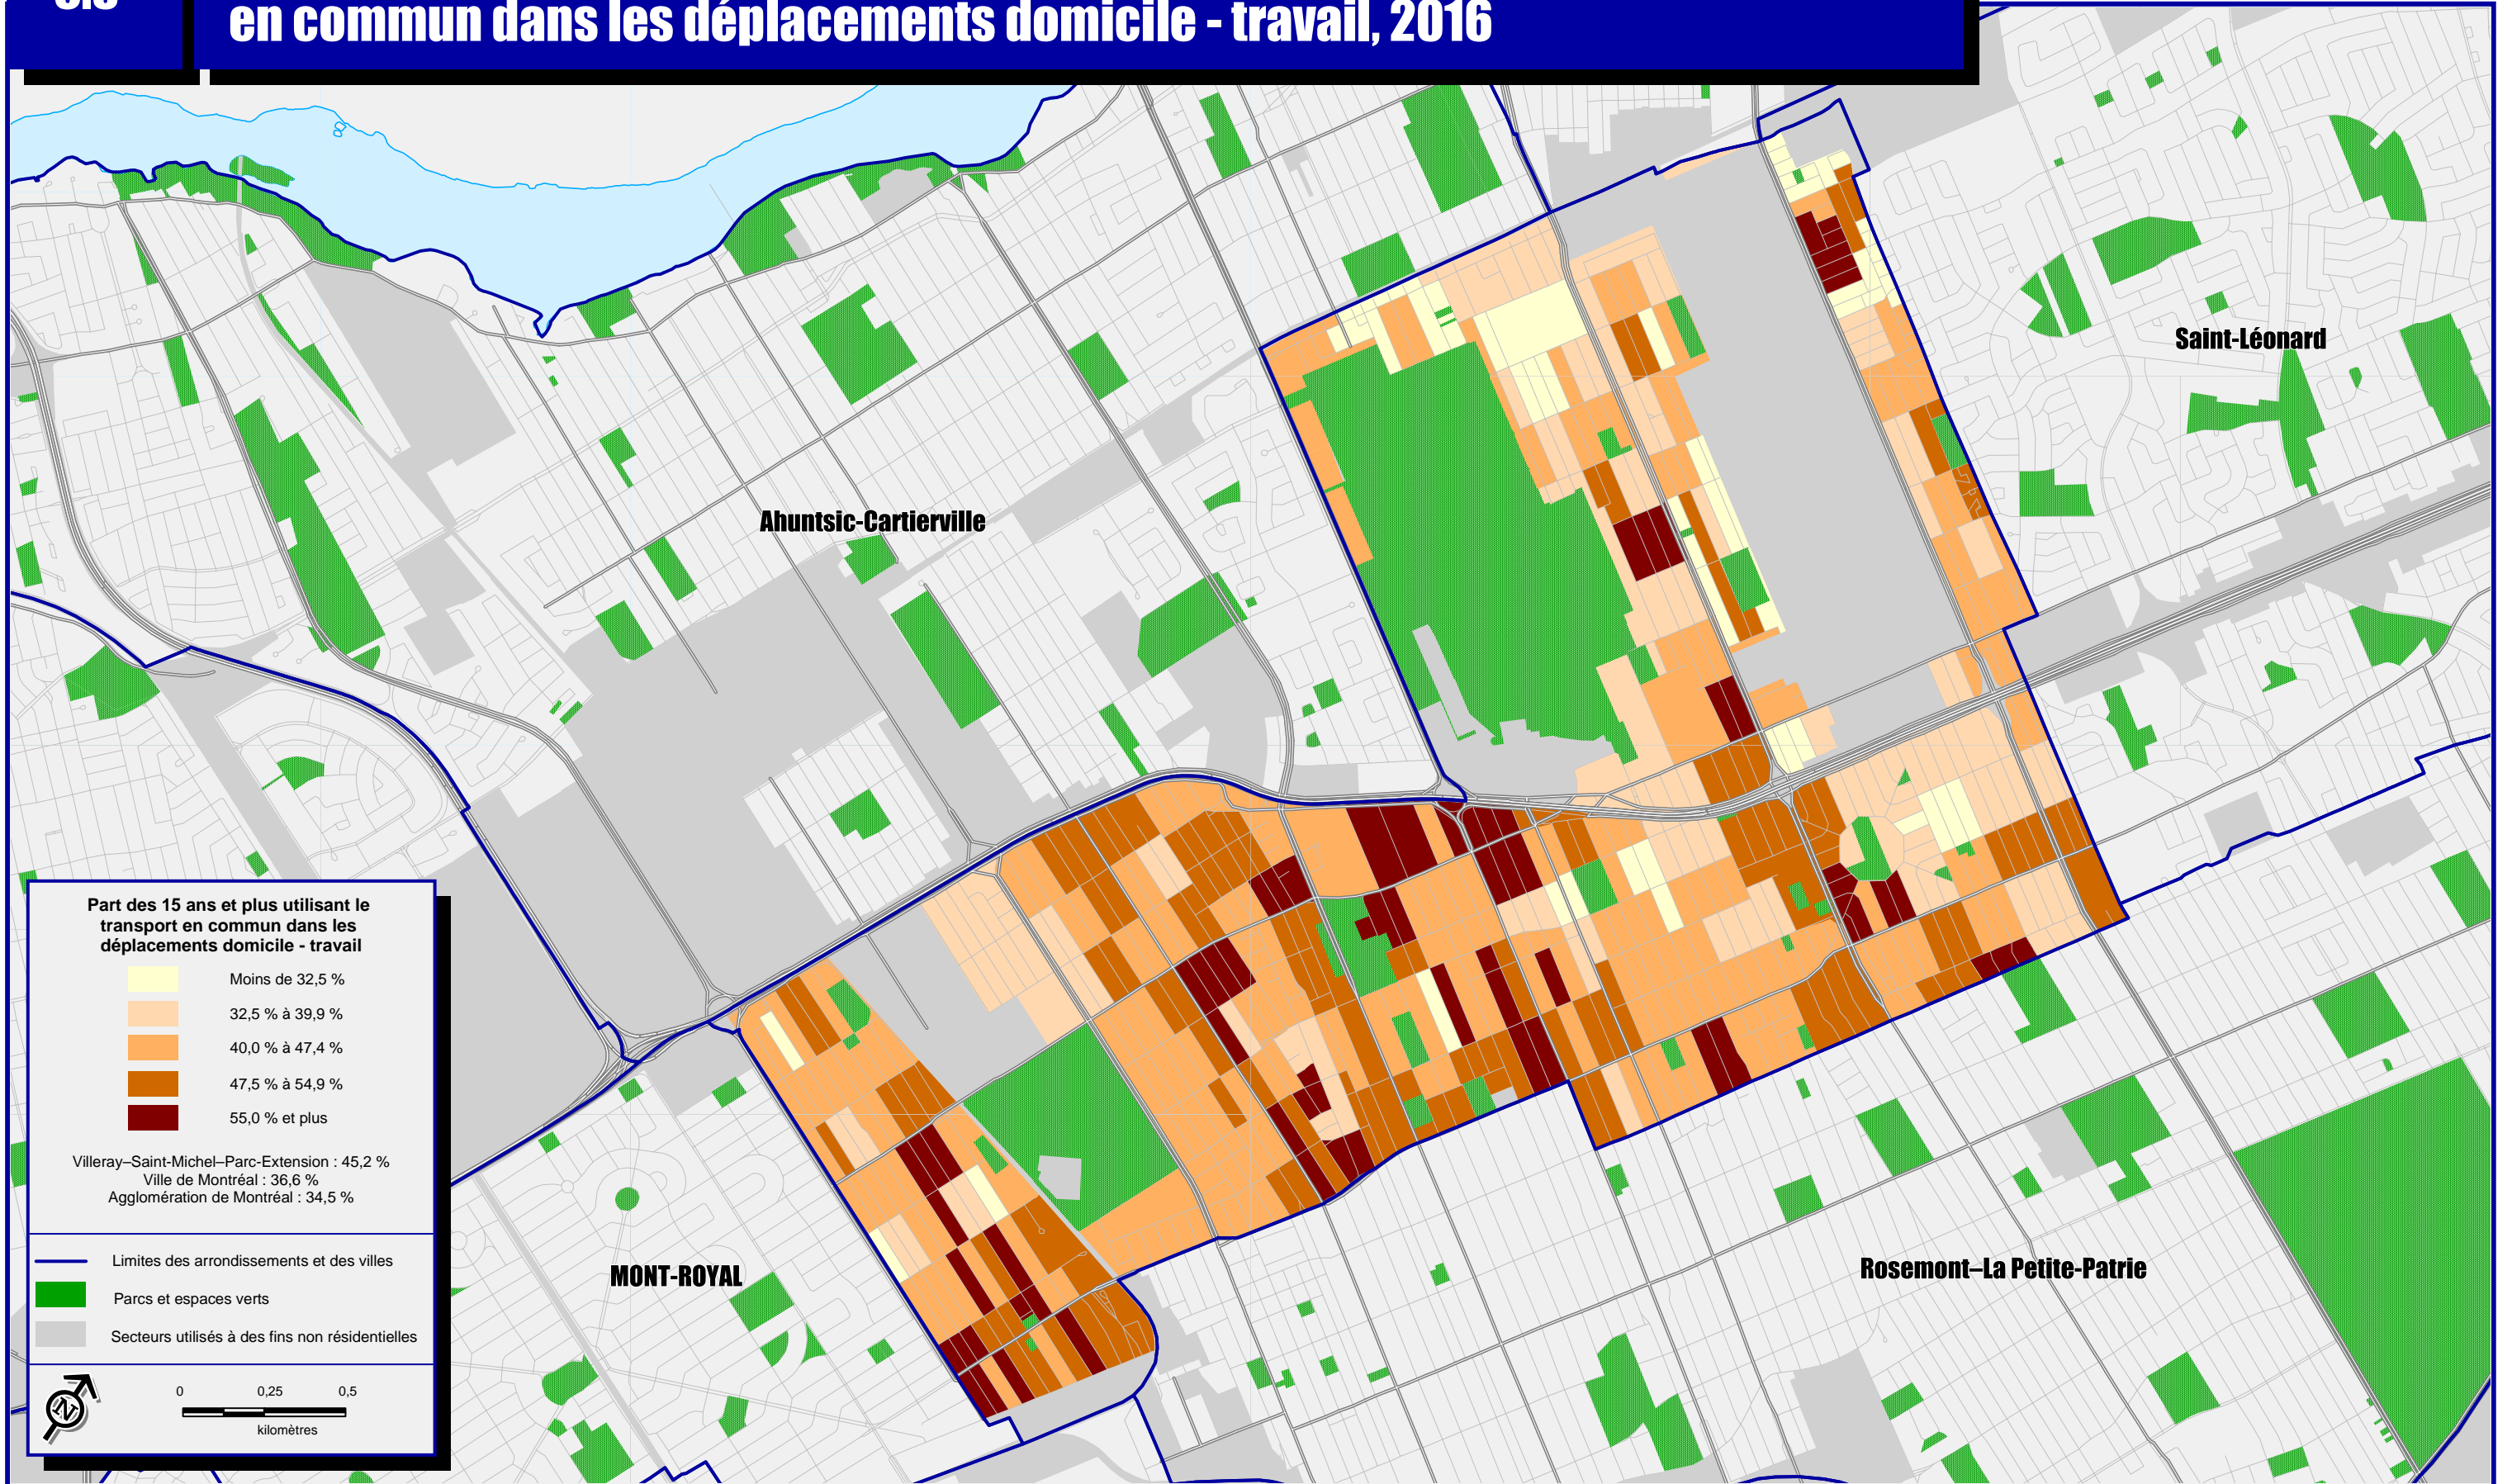 en commun dans les déplacements domicile - travail, 2016
Saint-Léonard
Ahuntsic-Cartierville
Part des 15 ans et plus utilisant le
transport en commun dans les
déplacements domicile - travail
Moins de 32,5 %
32,5 % à 39,9 %
40,0 % à 47,4 %
47,5 % à 54,9 %
55,0 % et plus
Villeray–Saint-Michel–Parc-Extension : 45,2 %
Ville de Montréal : 36,6 %
Agglomération de Montréal : 34,5 %
Limites des arrondissements et des villes
Parcs et espaces verts
Secteurs utilisés à des fins non résidentielles
N
0 0,25 0,5
kilomètres
MONT-ROYAL
Rosemont–La Petite-Patrie